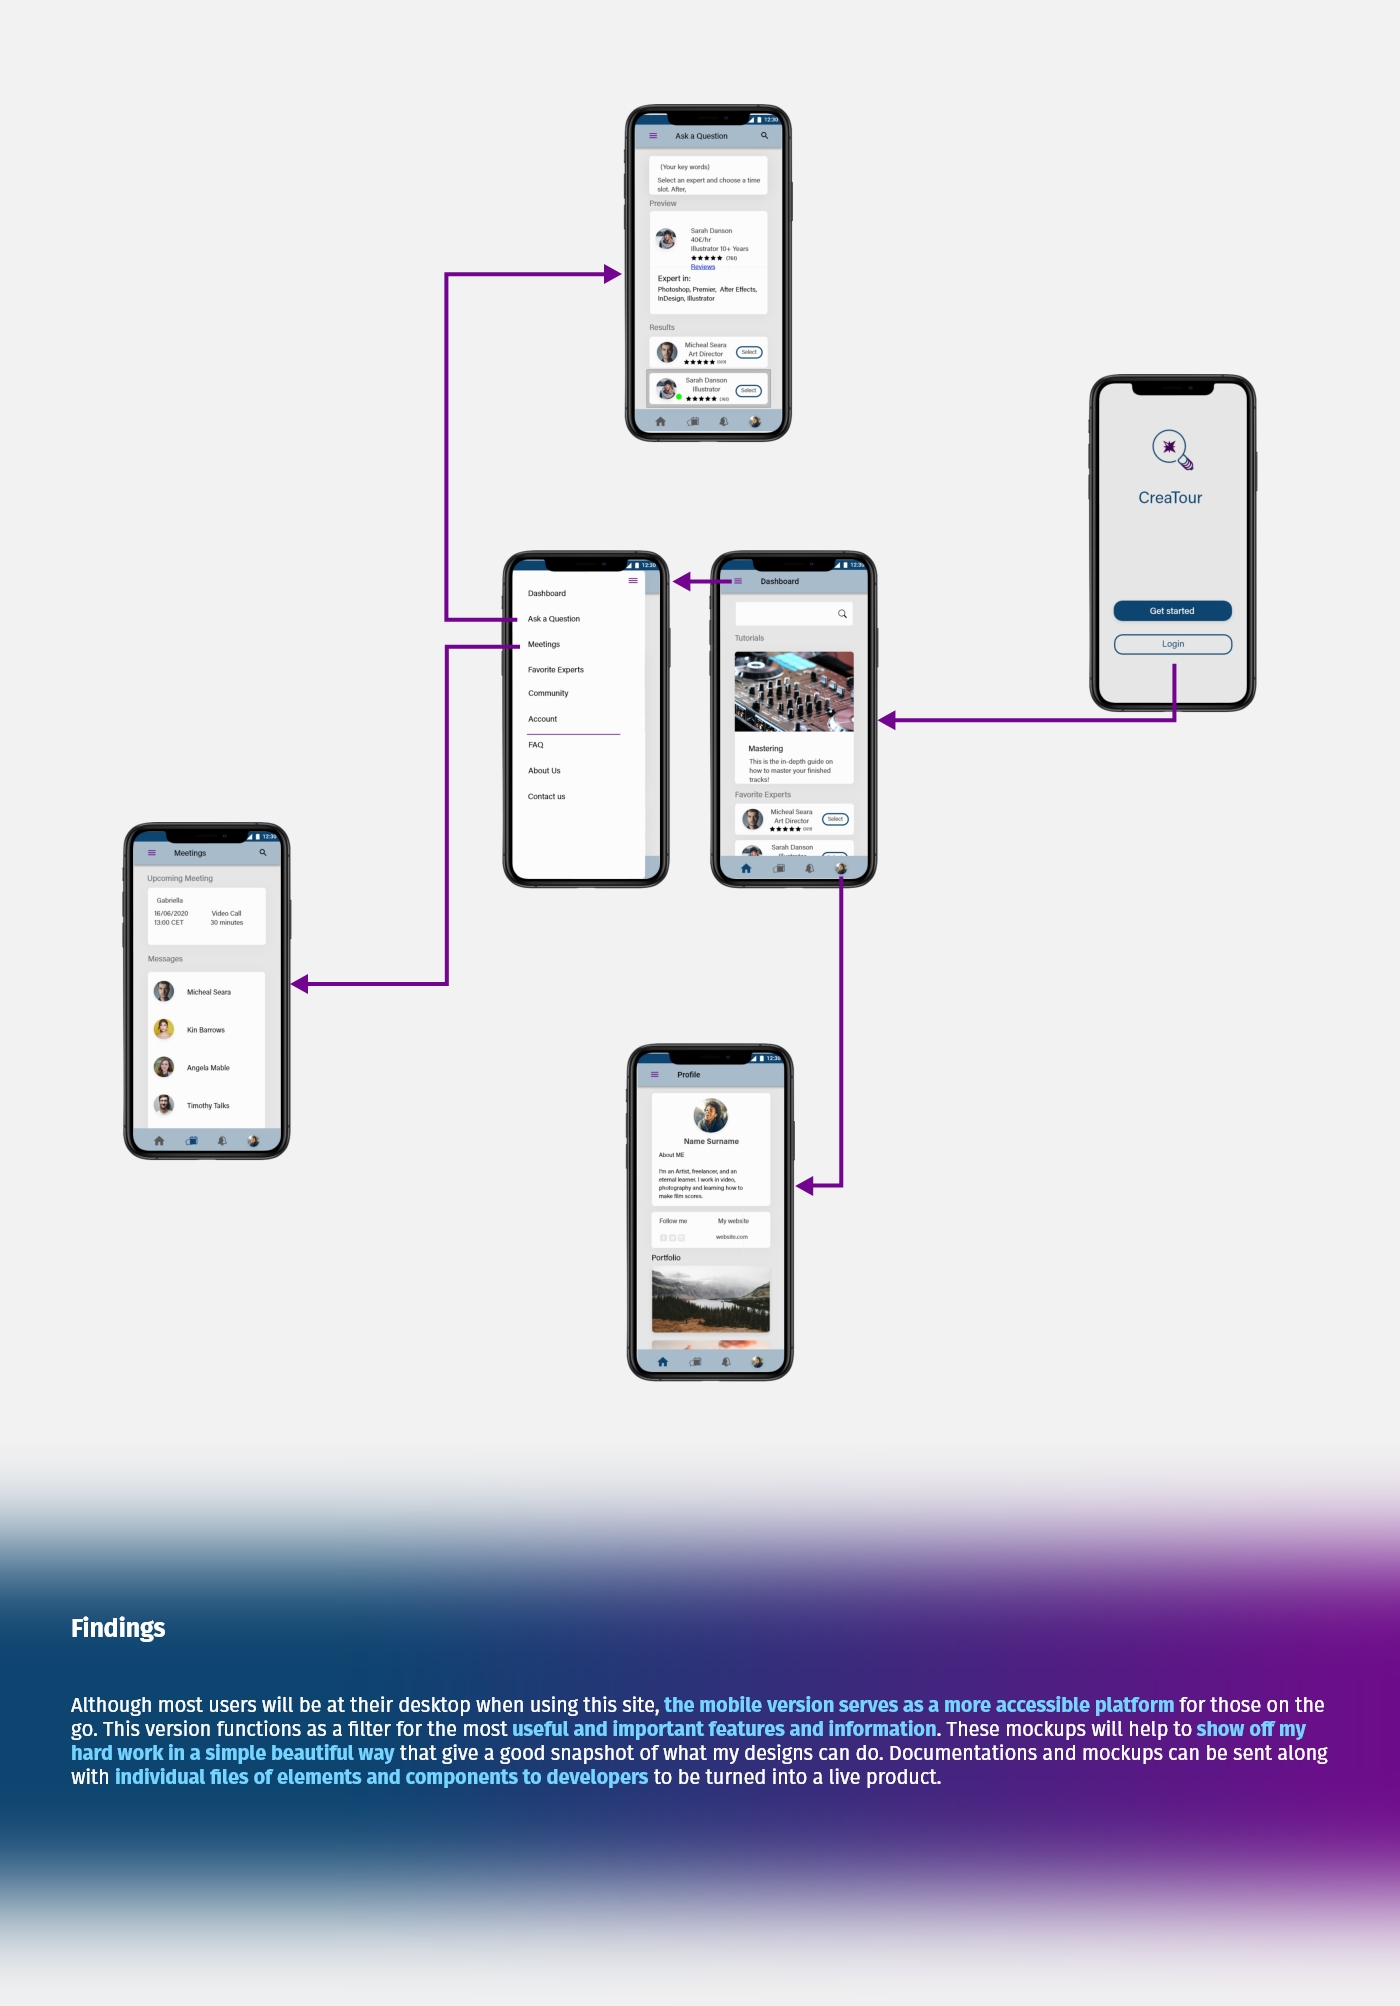 12:30
Ask a Question
(Your key words)
Select an expert and choose a time
slot. After,
Preview
Sarah Danson
40€/hr
Illustrator 10+ Years
★★★★★ (761)
Reviews
Expert in:
Photoshop, Premier, After Effects,
InDesign, Illustrator
Results
Micheal Seara
Art Director
★★★★★
Select
Sarah Danson
Illustrator
★★★★★ (761)
Select
CreaTour
Get started
Login
12:30
Dashboard
Ask a Question
Meetings
Favorite Experts
Community
Account
FAQ
About Us
Contact us
12:30
Dashboard
Tutorials
Mastering
This is the in-depth guide on
how to master your finished
tracks!
Favorite Experts
Micheal Seara
Art Director
★★★★★
Select
Sarah Danson
12:30
Meetings
Upcoming Meeting
Gabriella
16/06/2020 Video Call
13:00 CET 30 minutes
Messages
Micheal Seara
Kin Barrows
Angela Mable
Timothy Talks
12:30
Profile
Name Surname
About ME
I'm an Artist, freelancer, and an
eternal learner. I work in video,
photography and learning how to
make film scores.
Follow me My website
website.com
Portfolio
Findings
Although most users will be at their desktop when using this site, the mobile version serves as a more accessible platform for those on the
go. This version functions as a filter for the most useful and important features and information. These mockups will help to show off my
hard work in a simple beautiful way that give a good snapshot of what my designs can do. Documentations and mockups can be sent along
with individual files of elements and components to developers to be turned into a live product.